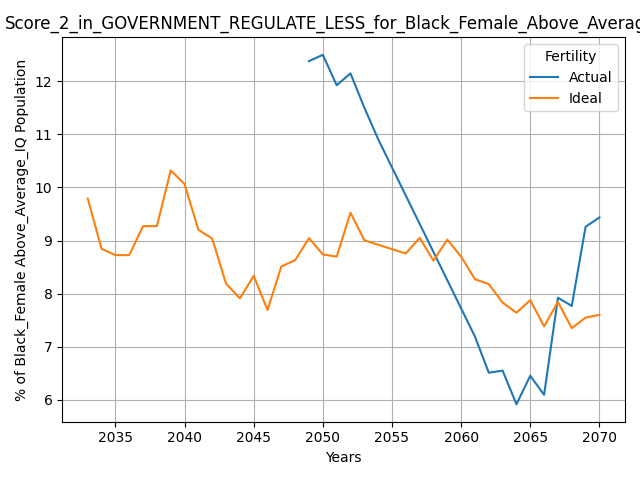 Score_2_in_GOVERNMENT_REGULATE_LESS_for_Black_Female_Above_Averag
% of Black_Female Above_Average_IQ Population
12
11
10
9
8
7
6
Fertility
Actual
Ideal
2035 2040 2045 2050 2055 2060 2065 2070
Years